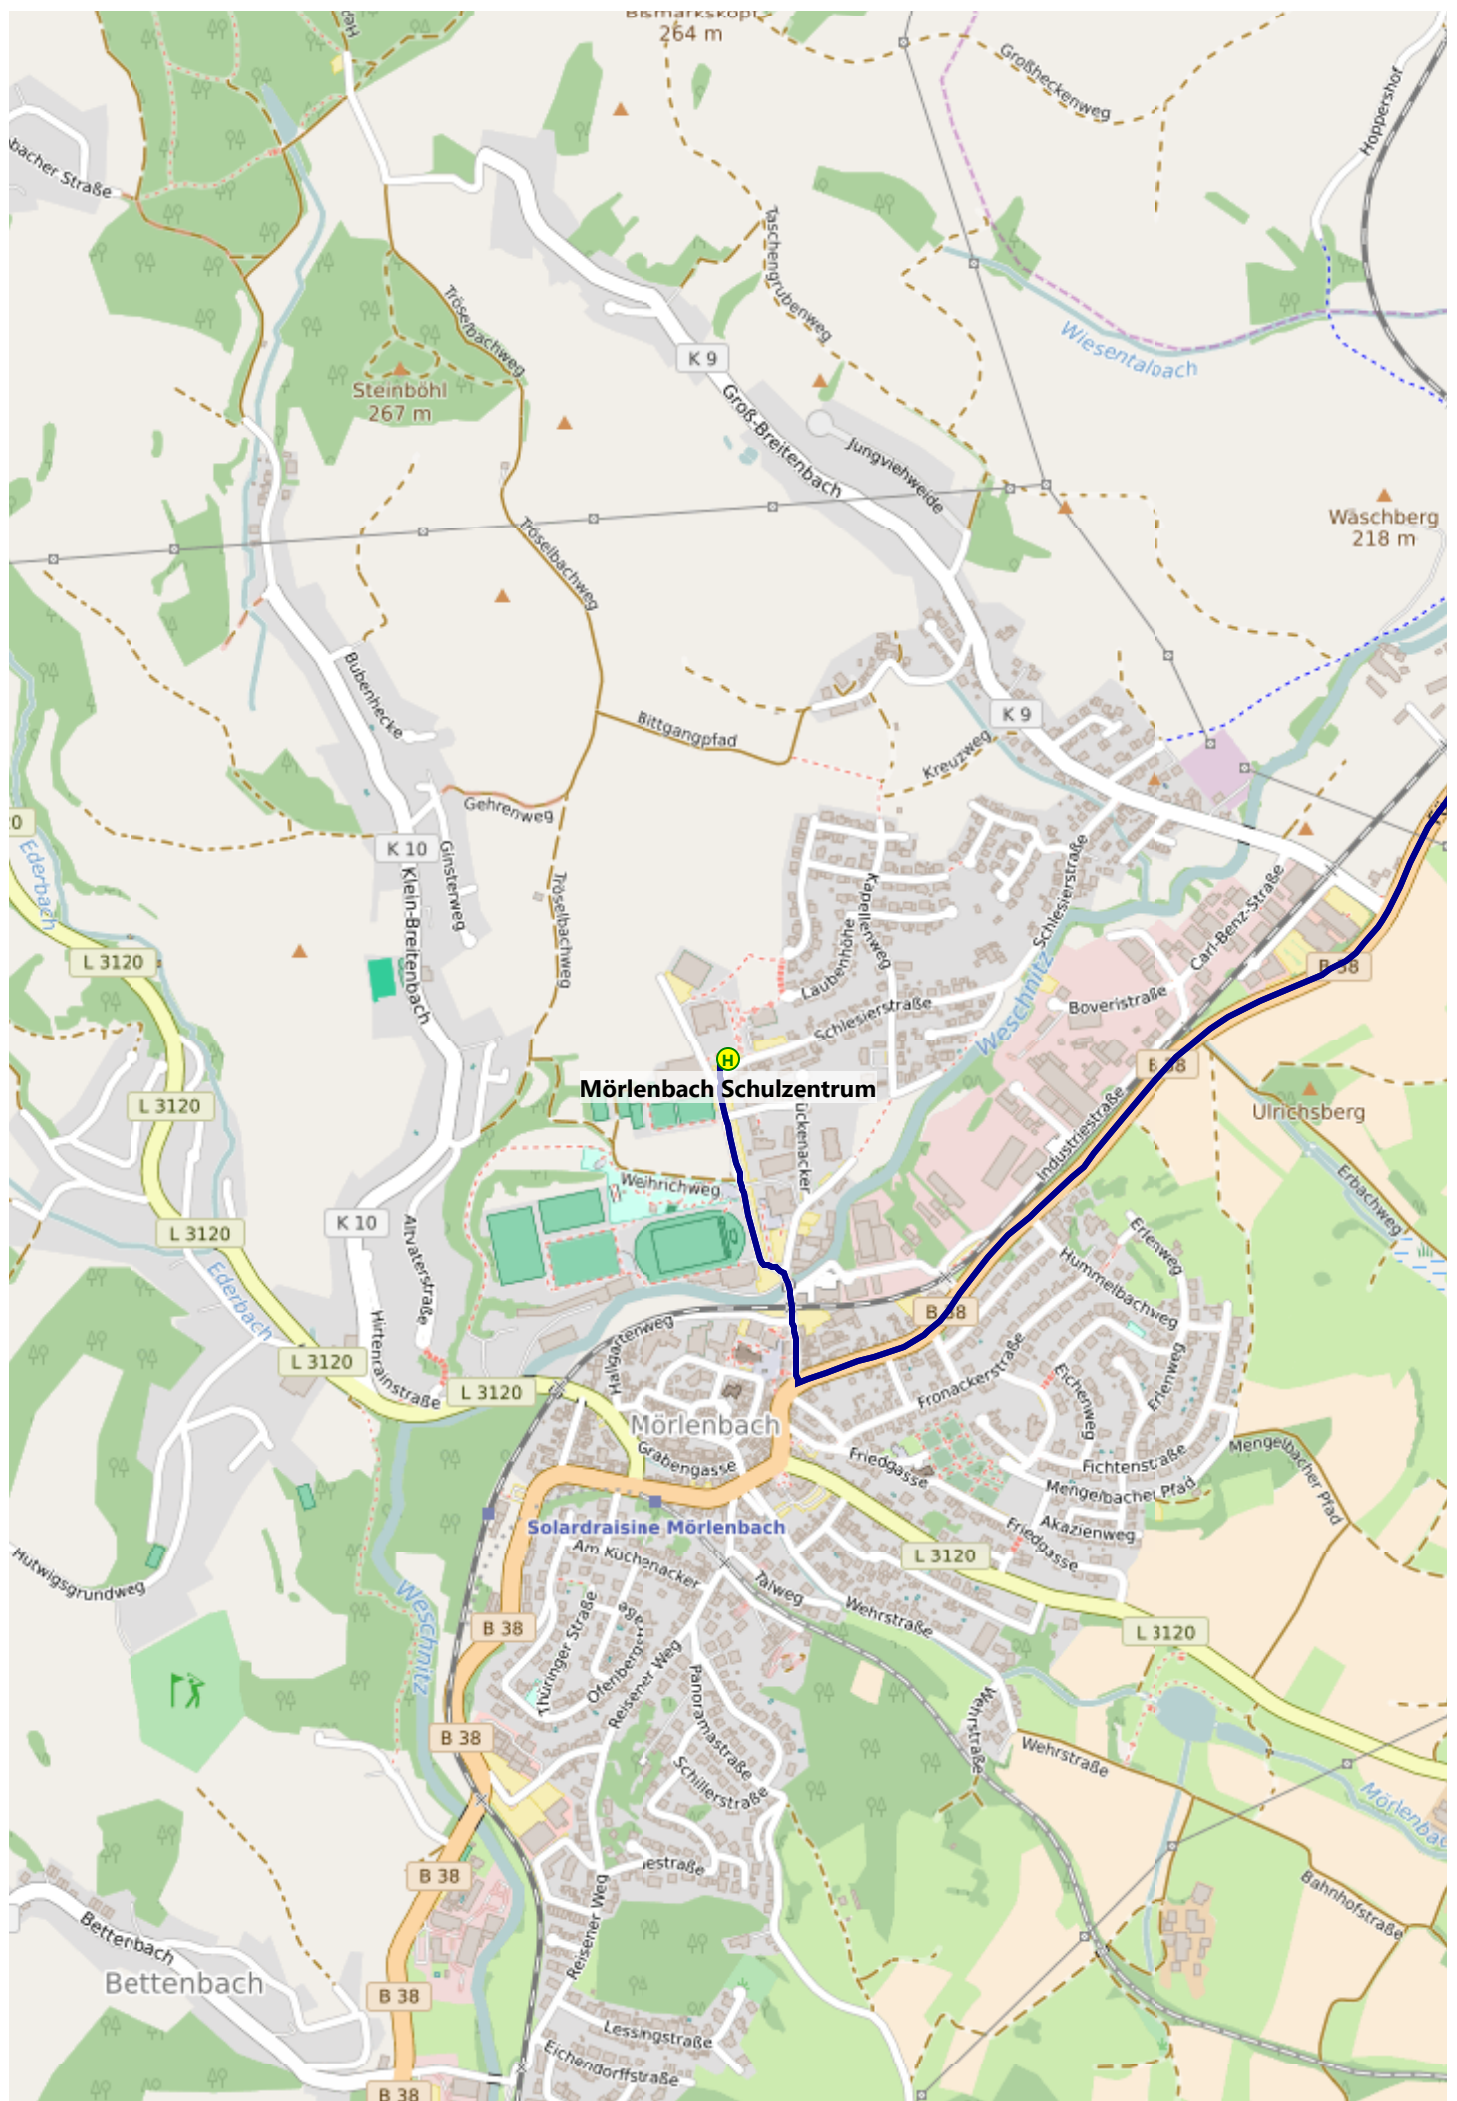 264 m
Großheckenweg
Hoppershof
bacher Straße
Taschengrubenweg
Wiesentalbach
Tröselbachweg
K 9
Steinböhl
267 m
Groß-Breitenbach
Jungviehweide
Waschberg
218 m
Tröselbachweg
Bubenhecke
Bittgangpfad
K 9
Kreuzweg
Gehrenweg
K 10
Ederbach
Ginsterweg
Klein-Breitenbach
Tröselbachweg
Kapellenweg
Schlesierstraße
Carl-Benz-Straße
L 3120
Laubenhöhe
B 38
Boveristraße
Schlesierstraße
Weschnitz
H
B 38
Mörlenbach Schulzentrum
L 3120
Ulrichsberg
ückenacker
Industriestraße
Weihrichweg
Erbachweg
K 10
L 3120
Altvaterstraße
Erlenweg
Hummelbachweg
Ederbach
B 38
Hirtenrainstraße
L 3120
Fronackerstraße
Eichenweg
Erlenweg
L 3120
Mörlenbach
Grabengasse
Friedgasse
Fichtenstraße
Mengelbacher Pfad
Mengelbacher Pfad
Solardraisine Mörlenbach
Friedgasse
Akazienweg
Am Küchenacker
L 3120
Hutwigsgrundweg
Talweg
Wehrstraße
Weschnitz
B 38
Thüringer Straße
Reisener Weg
L 3120
Panoramastraße
Wehrstraße
B 38
Wehrstraße
Schillerstraße
B 38
estraße
Bahnhofstraße
Reisener Weg
Bettenbach
Bettenbach
B 38
Lessingstraße
Eichendorffstraße
B 38